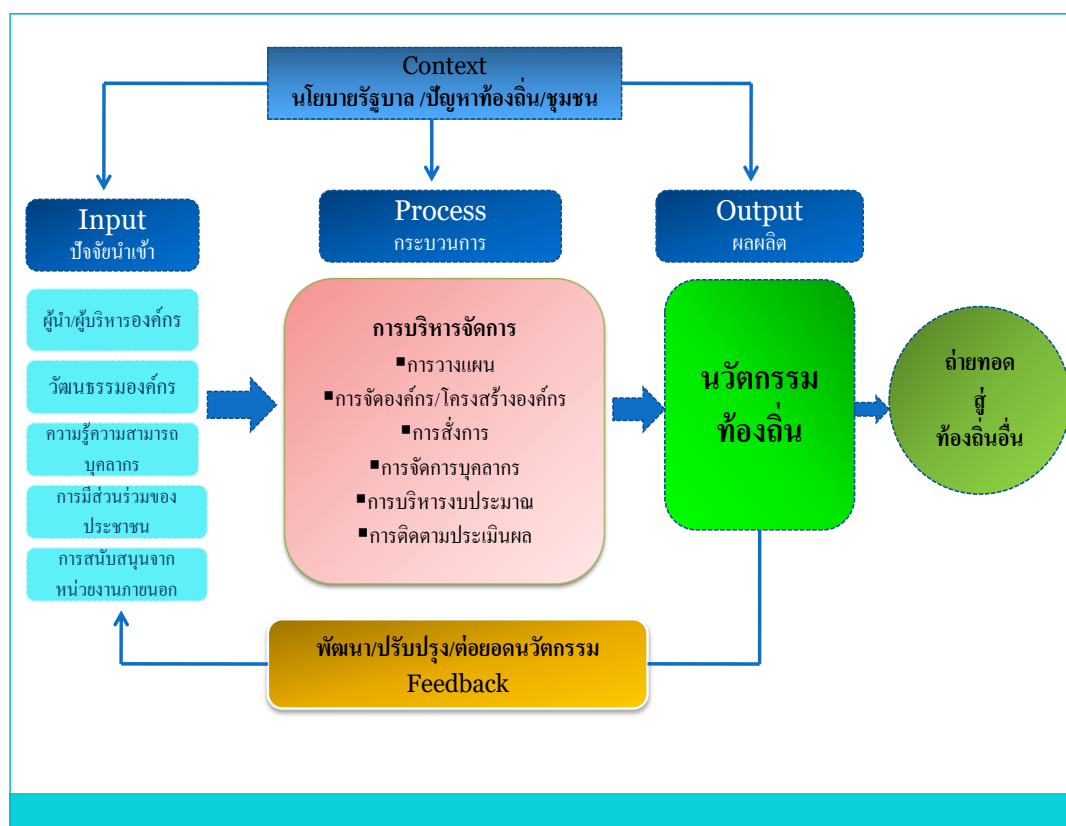 Context
นโยบายรัฐบาล /ปัญหาท้องถิ่น/ชุมชน
Input
ปัจจัยนำเข้า
Process
กระบวนการ
Output
ผลผลิต
ผู้นำ/ผู้บริหารองค์กร
วัฒนธรรมองค์กร
ความรู้ความสามารถ
บุคลากร
การมีส่วนร่วมของ
ประชาชน
การสนับสนุนจาก
หน่วยงานภายนอก
การบริหารจัดการ
▪การวางแผน
▪การจัดองค์กร/โครงสร้างองค์กร
▪การสั่งการ
▪การจัดการบุคลากร
▪การบริหารงบประมาณ
▪การติดตามประเมินผล
นวัตกรรม
ท้องถิ่น
ถ่ายทอด
สู่
ท้องถิ่นอื่น
พัฒนา/ปรับปรุง/ต่อยอดนวัตกรรม
Feedback